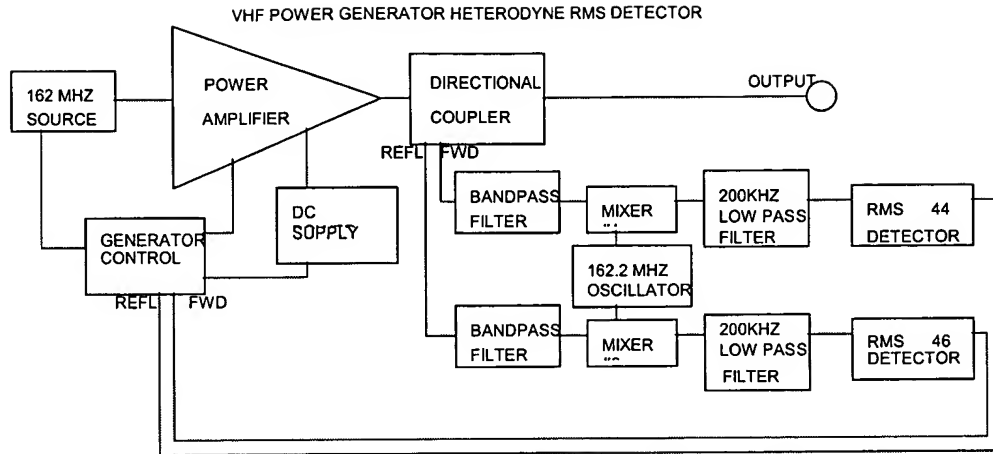 VHF POWER GENERATOR HETERODYNE RMS DETECTOR
162 MHZ
SOURCE
POWER
AMPLIFIER
DIRECTIONAL
COUPLER
OUTPUT
REFL
FWD
BANDPASS
FILTER
MIXER
200KHZ
LOW PASS
FILTER
RMS 44
DETECTOR
DC
GENERATOR
CONTROL
REFL
FWD
162.2 MHZ
OSCILLATOR
BANDPASS
FILTER
MIXER
200KHZ
LOW PASS
FILTER
RMS 46
DETECTOR